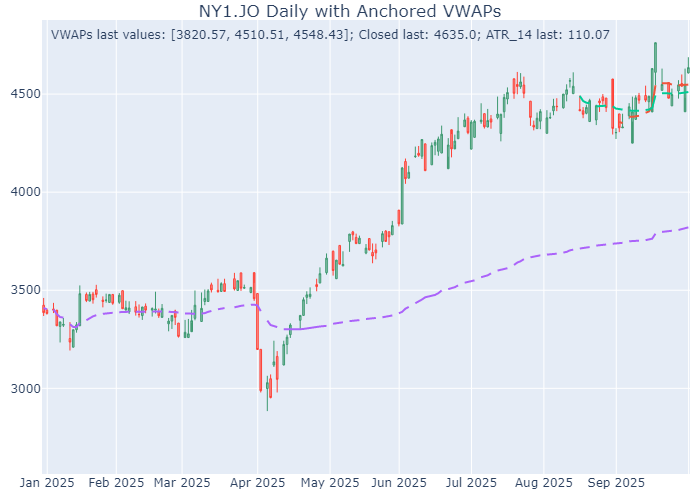 NY1.JO Daily with Anchored VWAPs
VWAPs last values: [3820.57, 4510.51, 4548.43]; Closed last: 4635.0; ATR_14 last: 110.07
4500
4000
3500
3000
Jan 2025 Feb 2025 Mar 2025 Apr 2025 May 2025 Jun 2025 Jul 2025 Aug 2025 Sep 2025